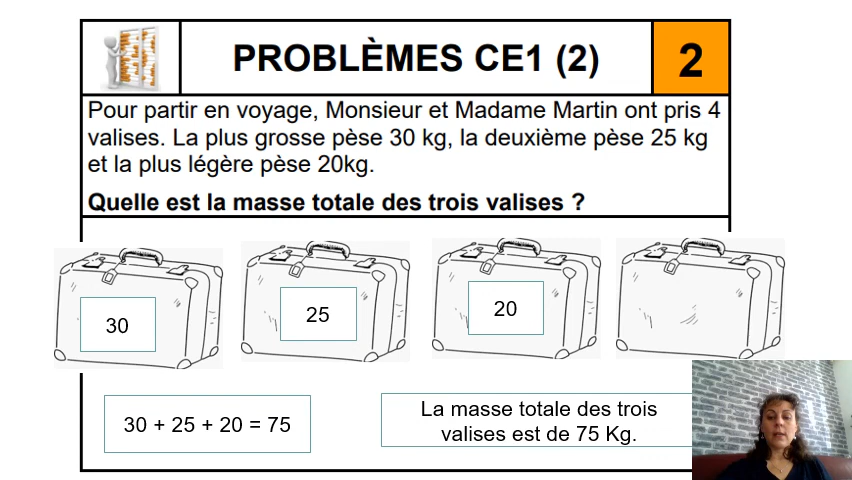 PROBLÈMES CE1 (2)
2
Pour partir en voyage, Monsieur et Madame Martin ont pris 4
valises. La plus grosse pèse 30 kg, la deuxième pèse 25 kg
et la plus légère pèse 20kg.
Quelle est la masse totale des trois valises ?
30
25
20
30 + 25 + 20 = 75
La masse totale des trois
valises est de 75 Kg.